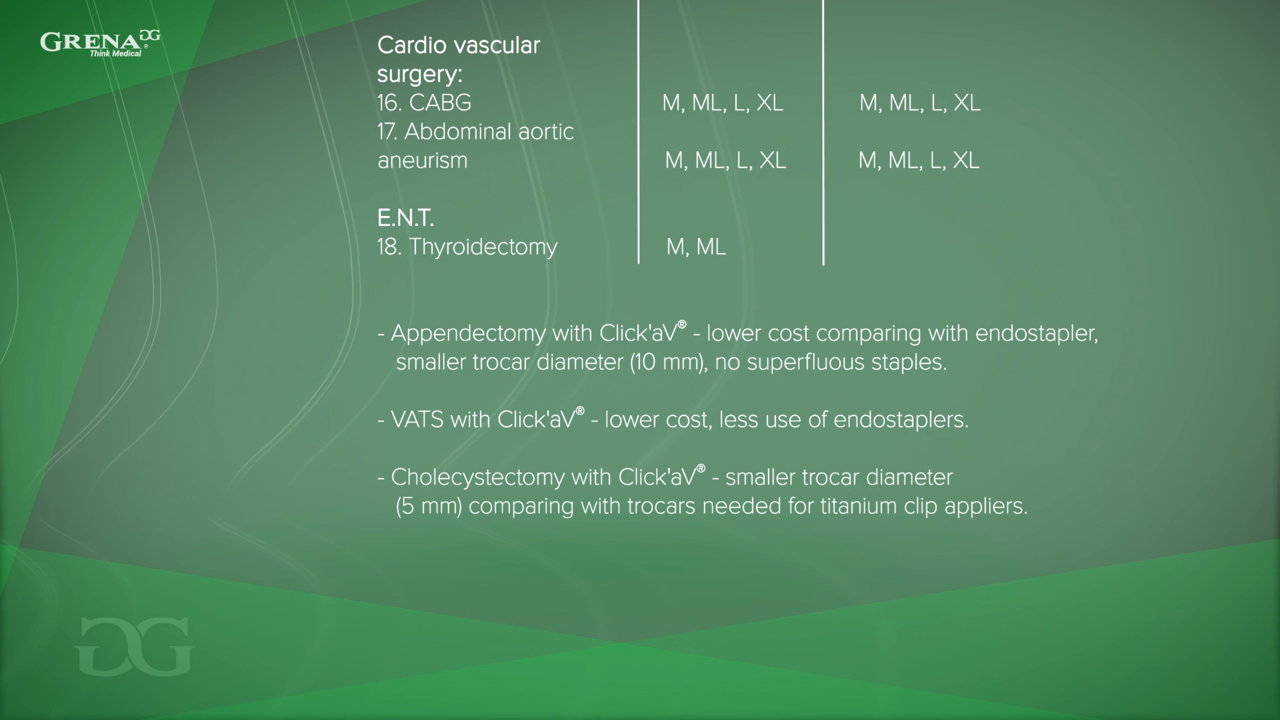 GRENA GG®
Think Medical
Cardio vascular
surgery:
16. CABG M, ML, L, XL M, ML, L, XL
17. Abdominal aortic
aneurism M, ML, L, XL M, ML, L, XL
E.N.T.
18. Thyroidectomy M, ML
- Appendectomy with Click'aV® - lower cost comparing with endostapler,
smaller trocar diameter (10 mm), no superfluous staples.
- VATS with Click'aV® - lower cost, less use of endostaplers.
- Cholecystectomy with Click'aV® - smaller trocar diameter
(5 mm) comparing with trocars needed for titanium clip appliers.
GG